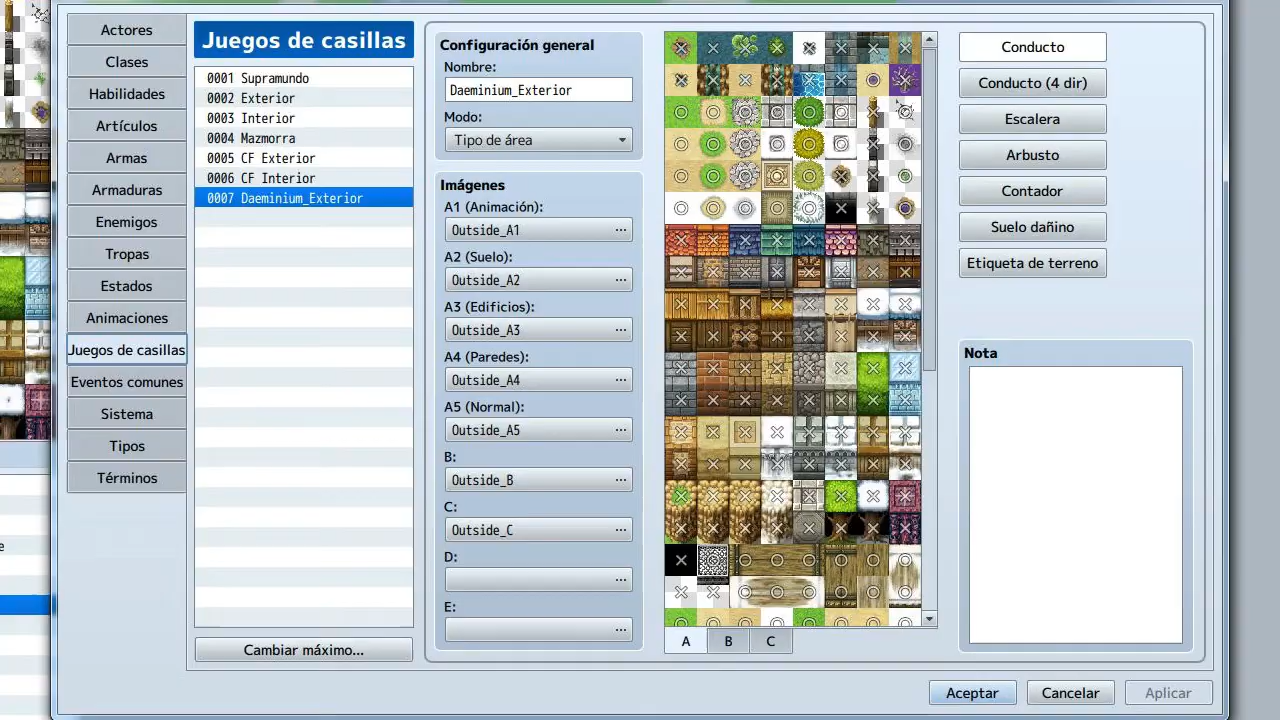 Actores
Clases
Habilidades
Artículos
Armas
Armaduras
Enemigos
Tropas
Estados
Animaciones
Juegos de casillas
Eventos comunes
Sistema
Tipos
Términos
Juegos de casillas
0001 Supramundo
0002 Exterior
0003 Interior
0004 Mazmorra
0005 CF Exterior
0006 CF Interior
0007 Daeminium_Exterior
Cambiar máximo...
Configuración general
Nombre:
Daeminium_Exterior
Modo:
Tipo de área
Imágenes
A1 (Animación):
Outside_A1 ...
A2 (Suelo):
Outside_A2 ...
A3 (Edificios):
Outside_A3 ...
A4 (Paredes):
Outside_A4 ...
A5 (Normal):
Outside_A5 ...
B:
Outside_B ...
C:
Outside_C ...
D:
...
E:
...
A B C
Conducto
Conducto (4 dir)
Escalera
Arbusto
Contador
Suelo dañino
Etiqueta de terreno
Nota
Aceptar Cancelar Aplicar
e